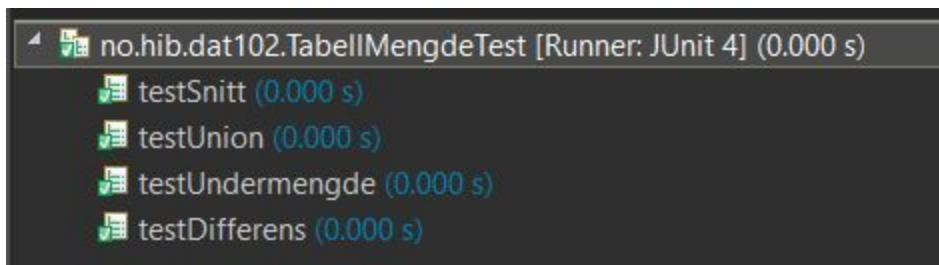 no.hib.dat102.TabellMengdeTest [Runner: JUnit 4] (0.000 s)
testSnitt (0.000 s)
testUnion (0.000 s)
testUndermengde (0.000 s)
testDifferens (0.000 s)